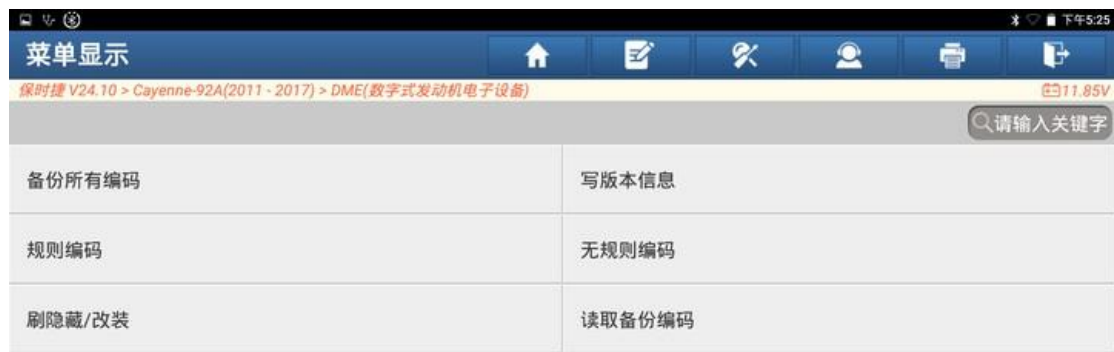 下午5:25
菜单显示
保时捷 V24.10 > Cayenne-92A(2011 - 2017) > DME(数字式发动机电子设备)
11.85V
请输入关键字
备份所有编码
写版本信息
规则编码
无规则编码
刷隐藏/改装
读取备份编码